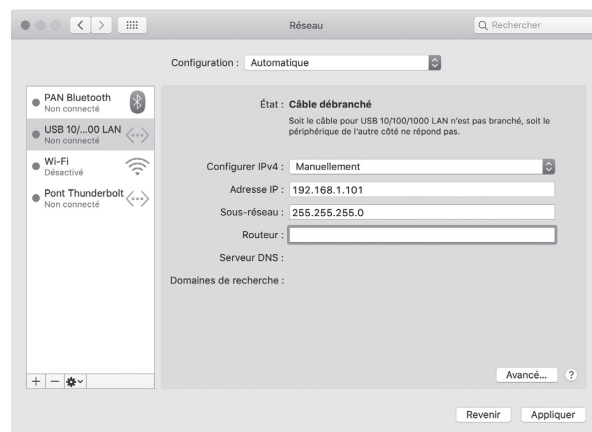 Réseau
Rechercher
Configuration : Automatique
PAN Bluetooth
Non connecté
USB 10/...00 LAN
Non connecté
Wi-Fi
Désactivé
Pont Thunderbolt
Non connecté
État : Câble débranché
Soit le câble pour USB 10/100/1000 LAN n'est pas branché, soit le
périphérique de l'autre côté ne répond pas.
Configurer IPv4 : Manuellement
Adresse IP : 192.168.1.101
Sous-réseau : 255.255.255.0
Routeur :
Serveur DNS :
Domaines de recherche :
Avancé... ?
Revenir Appliquer